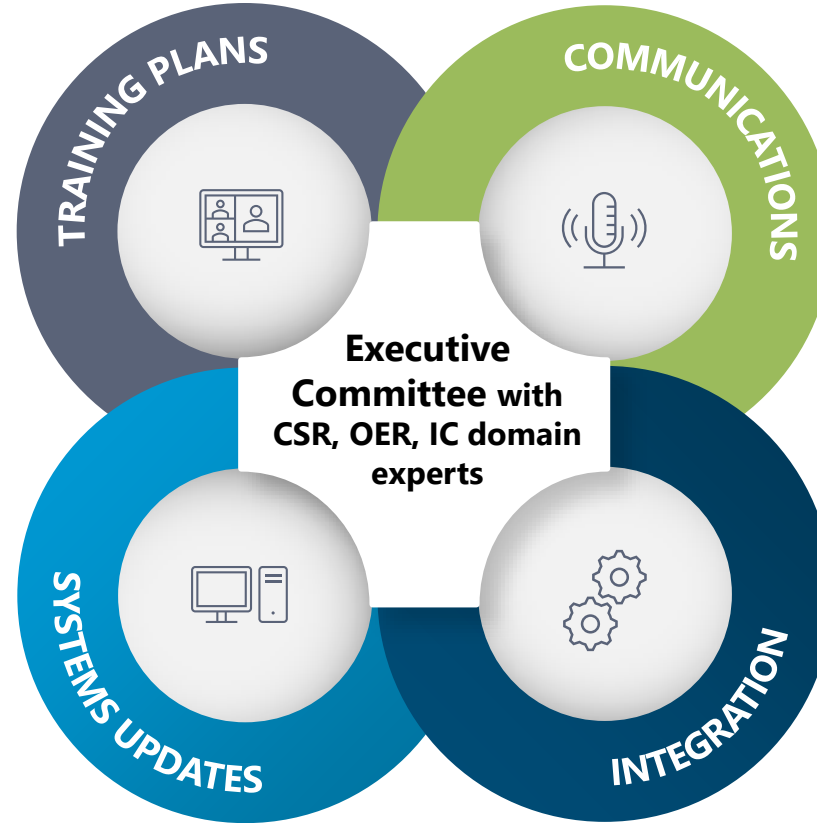 TRAINING PLANS
COMMUNICATIONS
Executive
Committee with
CSR, OER, IC domain
experts
SYSTEMS UPDATES
INTEGRATION